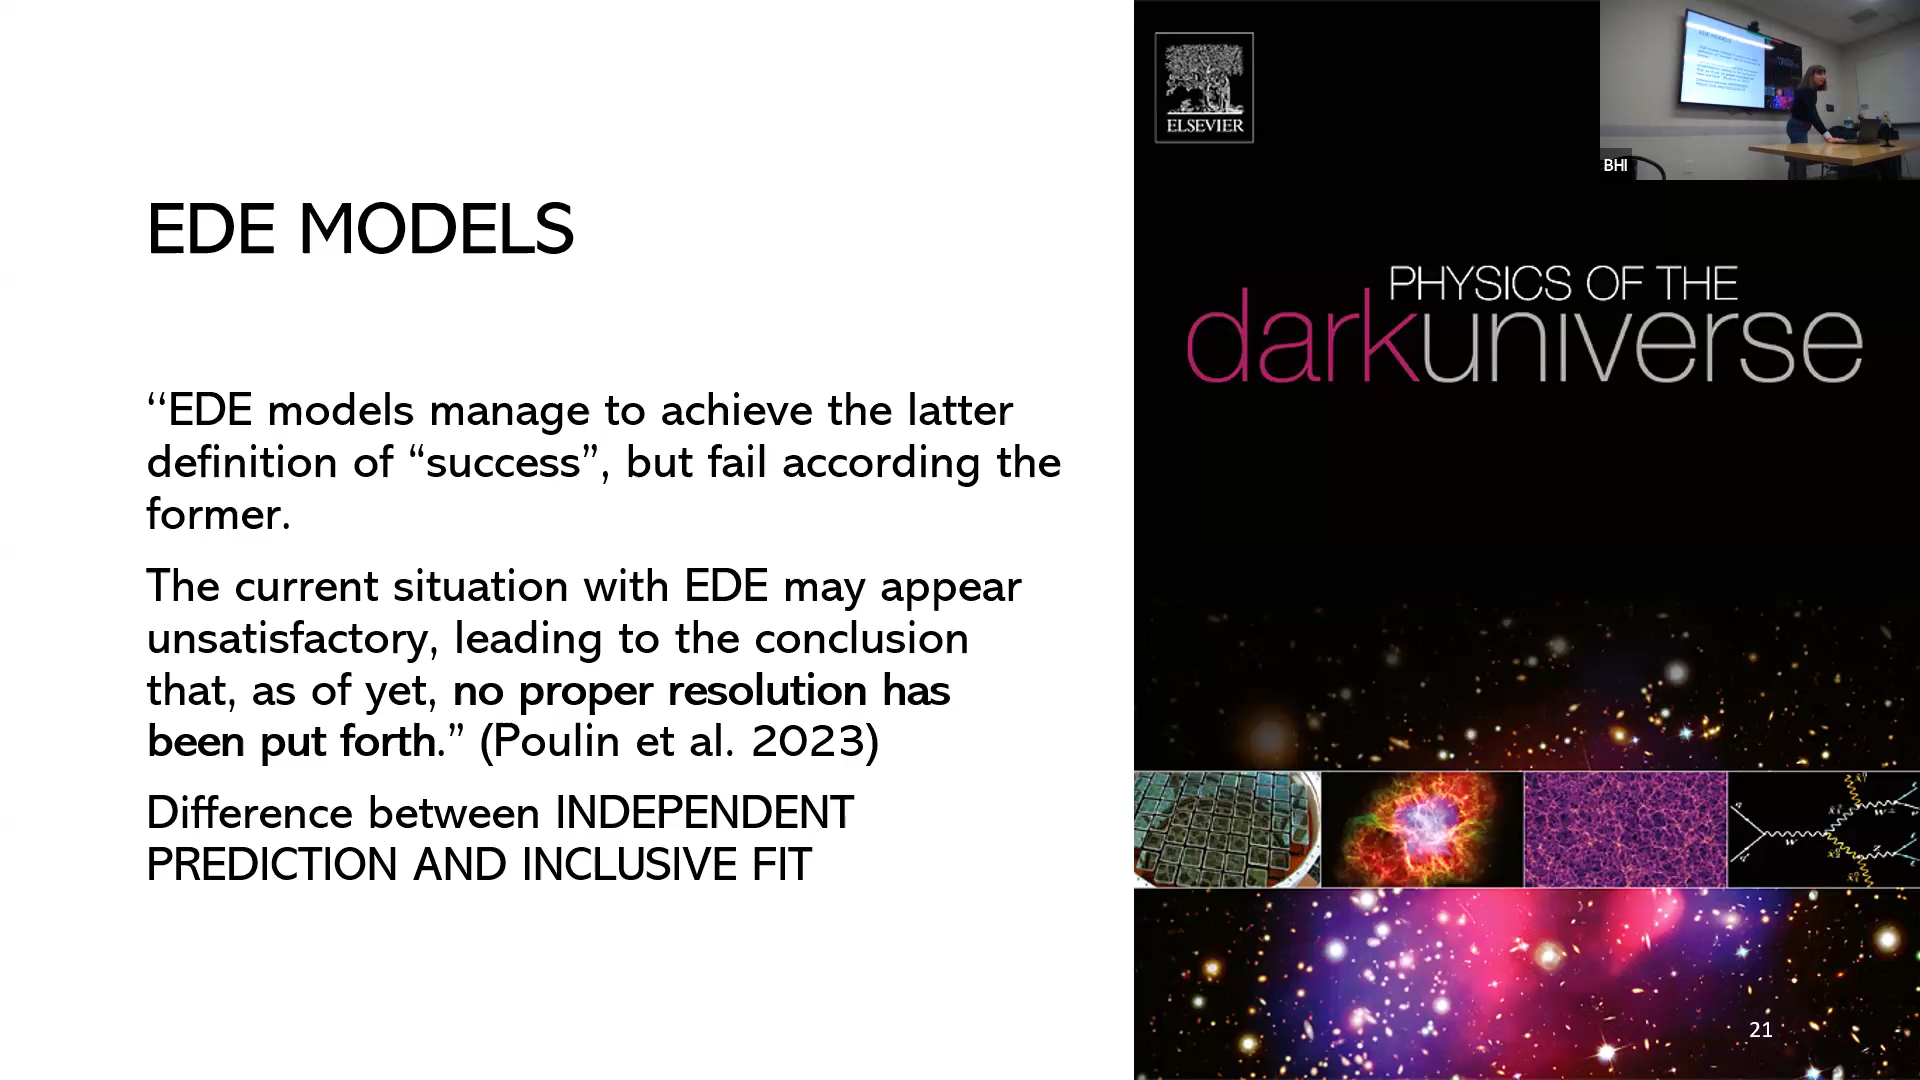 EDE MODELS
‘‘EDE models manage to achieve the latter
definition of “success”, but fail according the
former.
The current situation with EDE may appear
unsatisfactory, leading to the conclusion
that, as of yet, no proper resolution has
been put forth.” (Poulin et al. 2023)
Difference between INDEPENDENT
PREDICTION AND INCLUSIVE FIT
ELSEVIER
PHYSICS OF THE
darkuniverse
BHI
EDE MODELS
W
21